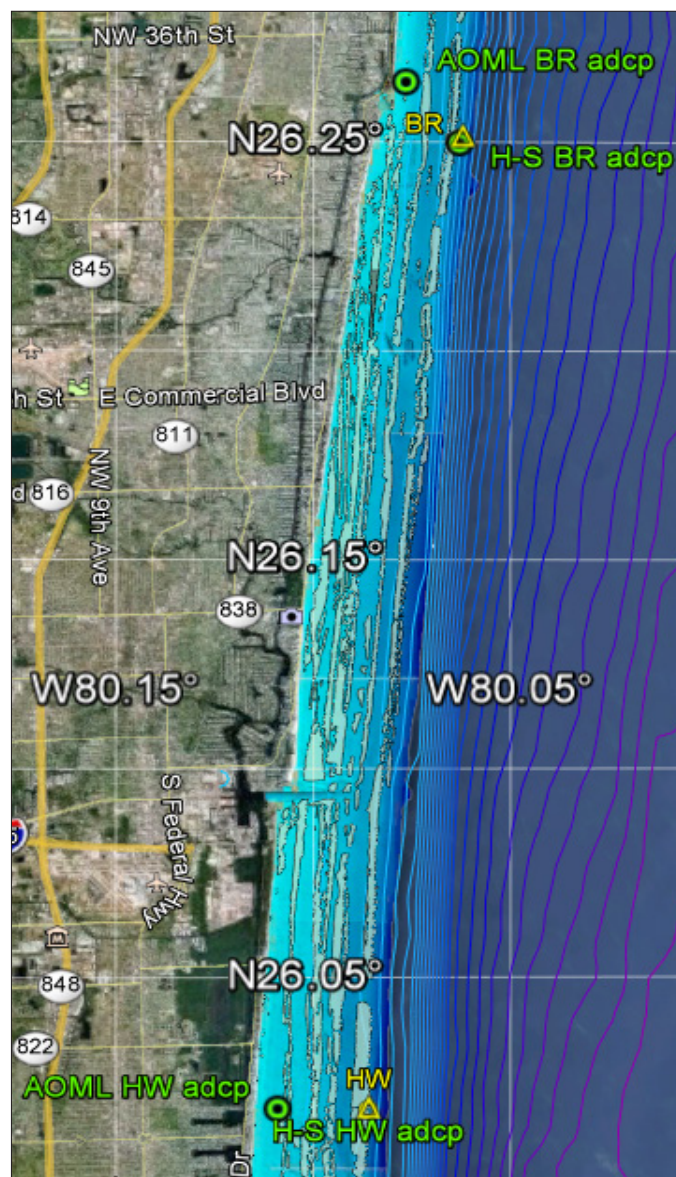 NW 36th St
AOML BR adcp
BR
N26.25°
H-S BR adcp
814
845
h St
E Commercial Blvd
811
NW 9th Ave
d 816
N26.15°
838
W80.15°
W80.05°
S Federal Hwy
N26.05°
848
822
HW
AOML HW adcp
H-S HW adcp
Dr